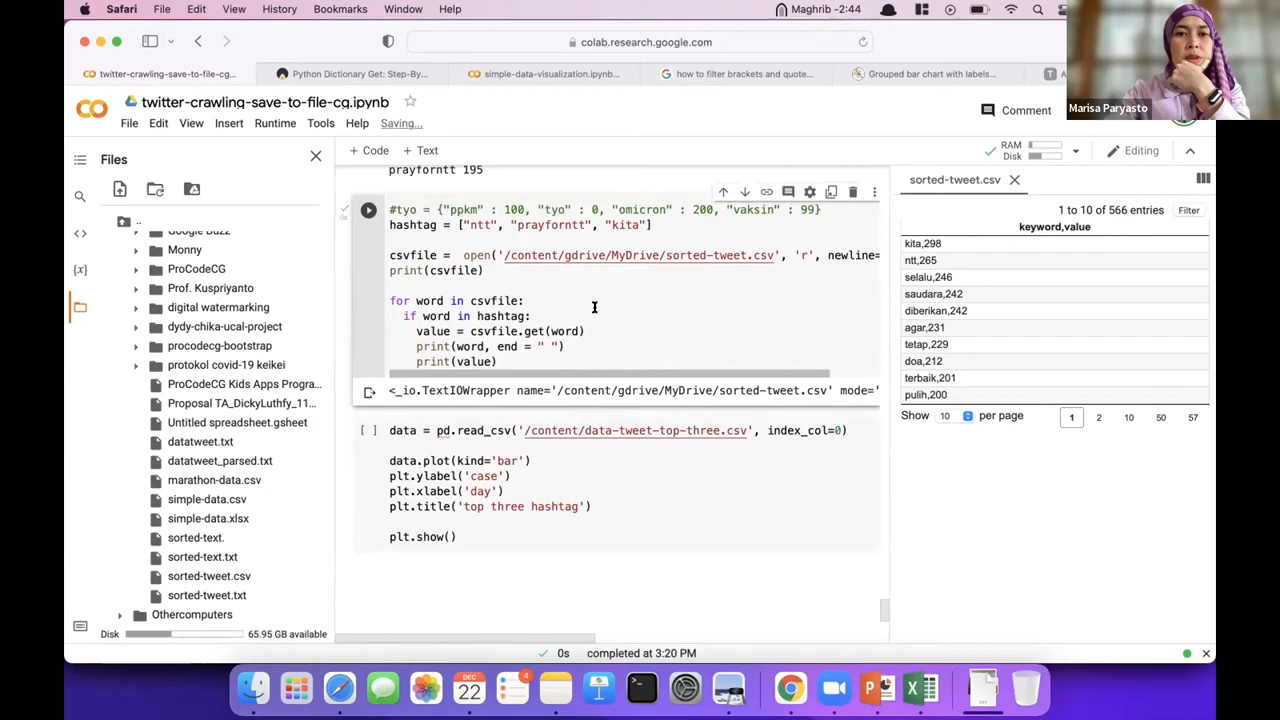 Safari File Edit View History Bookmarks Window Help Maghrib -2:44
colab.research.google.com
twitter-crawling-save-to-file-cg... Python Dictionary Get: Step-By... simple-data-visualization.ipynb... how to filter brackets and quote... Grouped bar chart with labels...
Marisa Paryasto
twitter-crawling-save-to-file-cg.ipynb
File Edit View Insert Runtime Tools Help Saving...
Comment
+ Code + Text
RAM
Disk
Editing
Files
..
Monny
ProCodeCG
Prof. Kuspriyanto
digital watermarking
dydy-chika-ucal-project
procodecg-bootstrap
protokol covid-19 keikei
ProCodeCG Kids Apps Progra...
Proposal TA_DickyLuthfy_11...
Untitled spreadsheet.gsheet
datatweet.txt
datatweet_parsed.txt
marathon-data.csv
simple-data.csv
simple-data.xlsx
sorted-text.
sorted-text.txt
sorted-tweet.csv
sorted-tweet.txt
Othercomputers
Disk 65.95 GB available
prayforntt 195
#tyo = {"ppkm" : 100, "tyo" : 0, "omicron" : 200, "vaksin" : 99}
hashtag = ["ntt", "prayforntt", "kita"]
csvfile = open('/content/gdrive/MyDrive/sorted-tweet.csv', 'r', newline=
print(csvfile)
for word in csvfile:
if word in hashtag:
value = csvfile.get(word)
print(word, end = " ")
print(value)
<_io.TextIOWrapper name='/content/gdrive/MyDrive/sorted-tweet.csv' mode='
[ ] data = pd.read_csv('/content/data-tweet-top-three.csv', index_col=0)
data.plot(kind='bar')
plt.ylabel('case')
plt.xlabel('day')
plt.title('top three hashtag')
plt.show()
sorted-tweet.csv
1 to 10 of 566 entries Filter
keyword,value
kita,298
ntt,265
selalu,246
saudara,242
diberikan,242
agar,231
tetap,229
doa,212
terbaik,201
pulih,200
Show 10 per page 1 2 10 50 57
0s completed at 3:20 PM
DEC
22
4